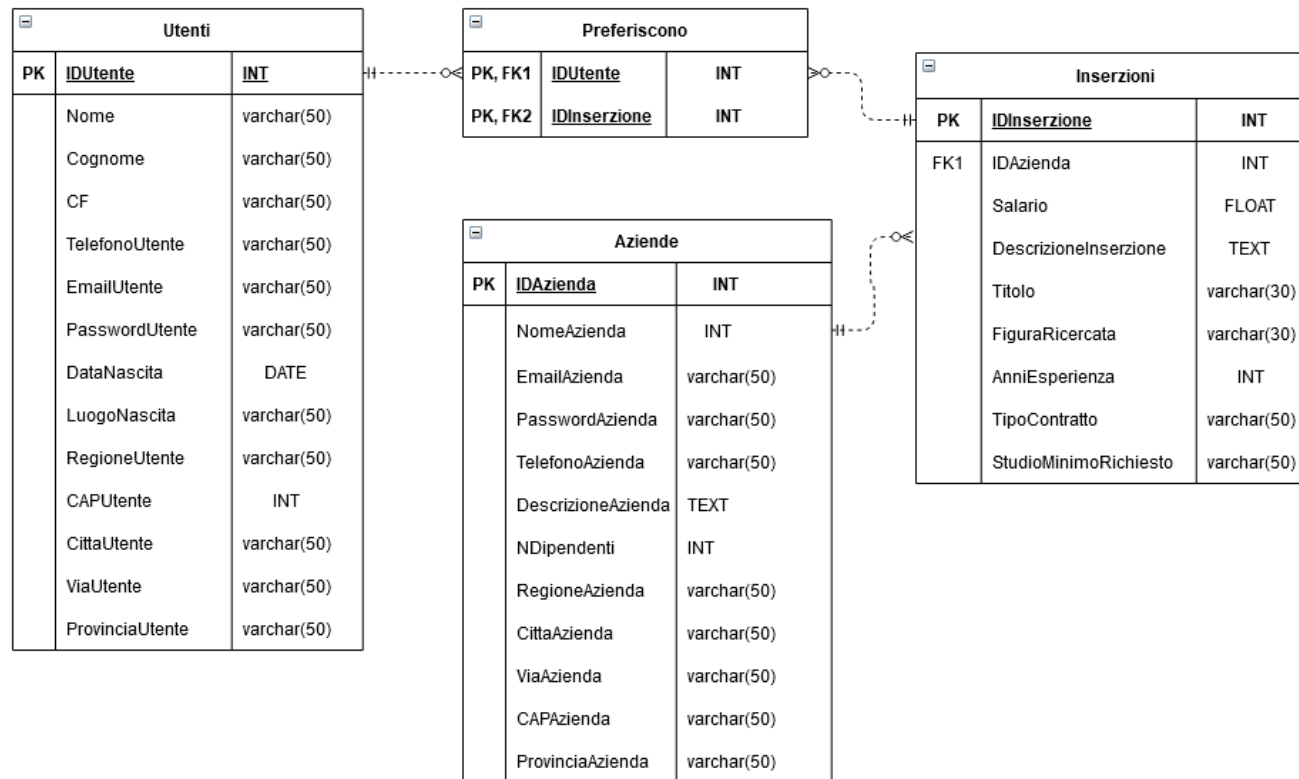 Utenti
PK IDUtente INT
Nome varchar(50)
Cognome varchar(50)
CF varchar(50)
TelefonoUtente varchar(50)
EmailUtente varchar(50)
PasswordUtente varchar(50)
DataNascita DATE
LuogoNascita varchar(50)
RegioneUtente varchar(50)
CAPUtente INT
CittaUtente varchar(50)
ViaUtente varchar(50)
ProvinciaUtente varchar(50)
Preferiscono
PK, FK1 IDUtente INT
PK, FK2 IDInserzione INT
Aziende
PK IDAzienda INT
NomeAzienda INT
EmailAzienda varchar(50)
PasswordAzienda varchar(50)
TelefonoAzienda varchar(50)
DescrizioneAzienda TEXT
NDipendenti INT
RegioneAzienda varchar(50)
CittaAzienda varchar(50)
ViaAzienda varchar(50)
CAPAzienda varchar(50)
ProvinciaAzienda varchar(50)
Inserzioni
PK IDInserzione INT
FK1 IDAzienda INT
Salario FLOAT
DescrizioneInserzione TEXT
Titolo varchar(30)
FiguraRicercata varchar(30)
AnniEsperienza INT
TipoContratto varchar(50)
StudioMinimoRichiesto varchar(50)